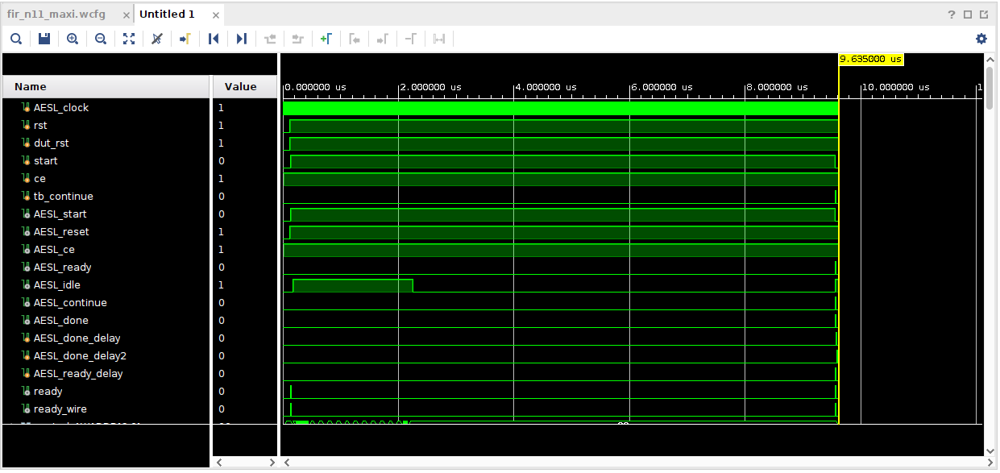 fir_n11_maxi.wcfg
Untitled 1
9.635000 us
Name
Value
0.000000 us
2.000000 us
4.000000 us
6.000000 us
8.000000 us
10.000000 us
1
AESL_clock 1
rst 1
dut_rst 1
start 0
ce 1
tb_continue 0
AESL_start 0
AESL_reset 1
AESL_ce 1
AESL_ready 0
AESL_idle 1
AESL_continue 0
AESL_done 0
AESL_done_delay 0
AESL_done_delay2 0
AESL_ready_delay 0
ready 0
ready_wire 0